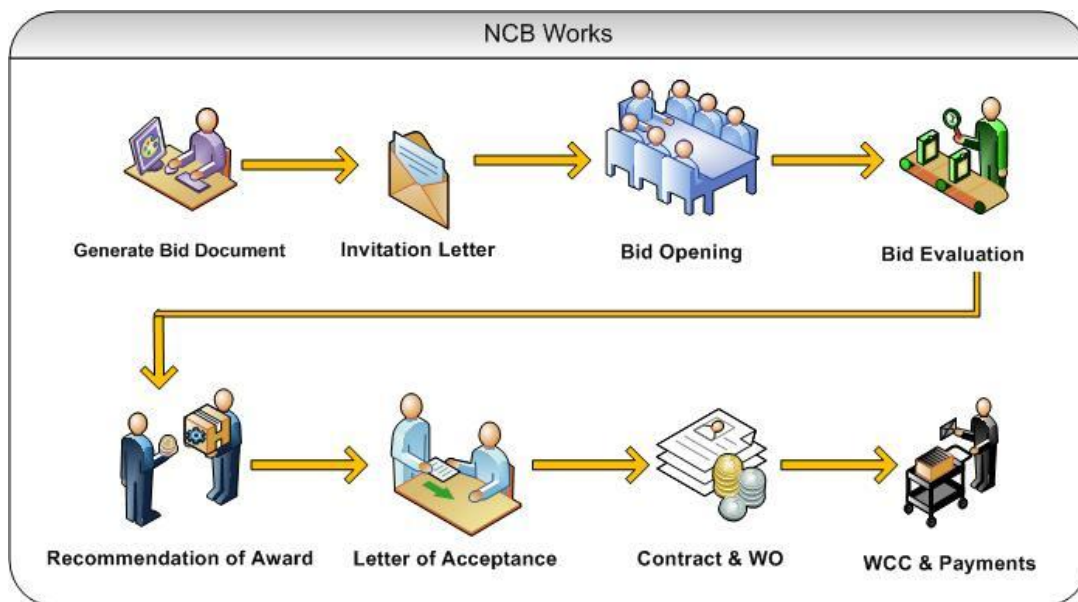 NCB Works
Generate Bid Document
Invitation Letter
Bid Opening
Bid Evaluation
Recommendation of Award
Letter of Acceptance
Contract & WO
WCC & Payments